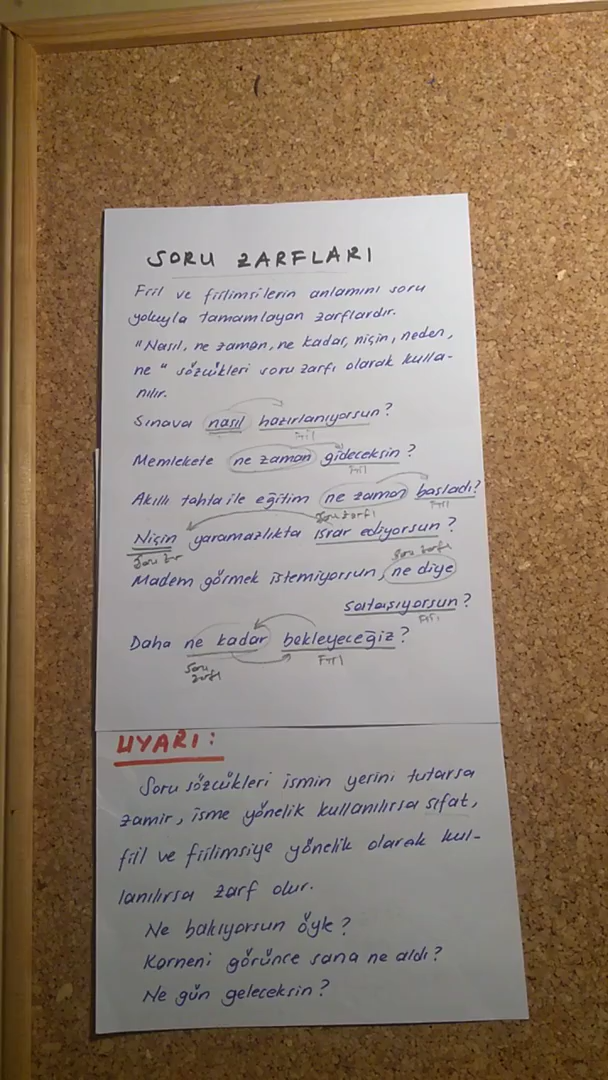 SORU ZARFLARI
Fiil ve fiilimsilerin anlamını soru
yoluyla tamamlayan zarflardır.
"Nasıl, ne zaman, ne kadar, niçin, neden,
ne" sözcükleri soru zarfı olarak kulla-
nılır.
Sınava nasıl hazırlanıyorsun?
Fiil
Memlekete ne zaman gideceksin?
Fiil
Akıllı tahta ile eğitim ne zaman başladı?
Soru zarfı Fiil
Niçin yaramazlıkta ısrar ediyorsun?
Soru zarfı
Madem görmek istemiyorsun, ne diye
sataşıyorsun?
Fiil
Daha ne kadar bekleyeceğiz?
Soru Fiil
zarfı
UYARI:
Soru sözcükleri ismin yerini tutarsa
zamir, isme yönelik kullanılırsa sıfat,
fiil ve fiilimsiye yönelik olarak kul-
lanılırsa zarf olur.
Ne bakıyorsun öyle?
Karneni görünce sana ne aldı?
Ne gün geleceksin?